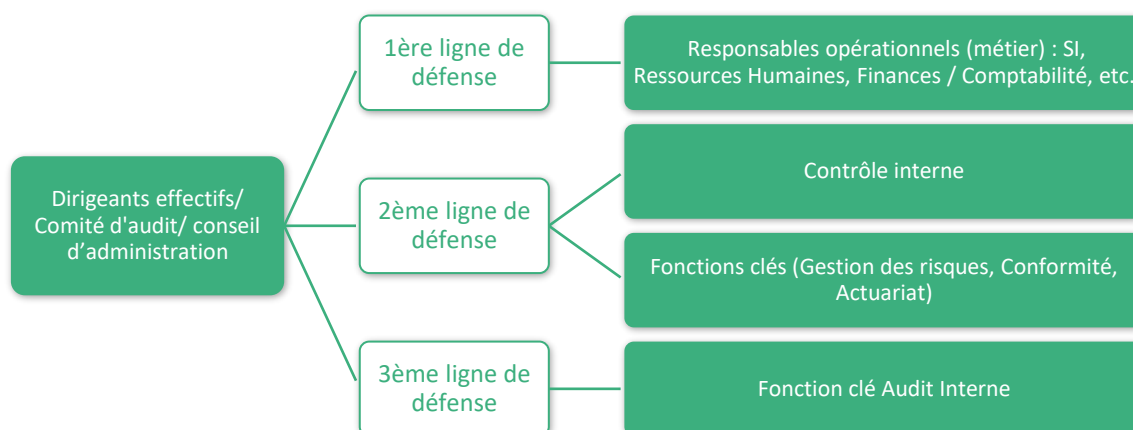 Dirigeants effectifs/
Comité d'audit/ conseil
d’administration
1ère ligne de
défense
Responsables opérationnels (métier) : SI,
Ressources Humaines, Finances / Comptabilité, etc.
2ème ligne de
défense
Contrôle interne
Fonctions clés (Gestion des risques, Conformité,
Actuariat)
3ème ligne de
défense
Fonction clé Audit Interne